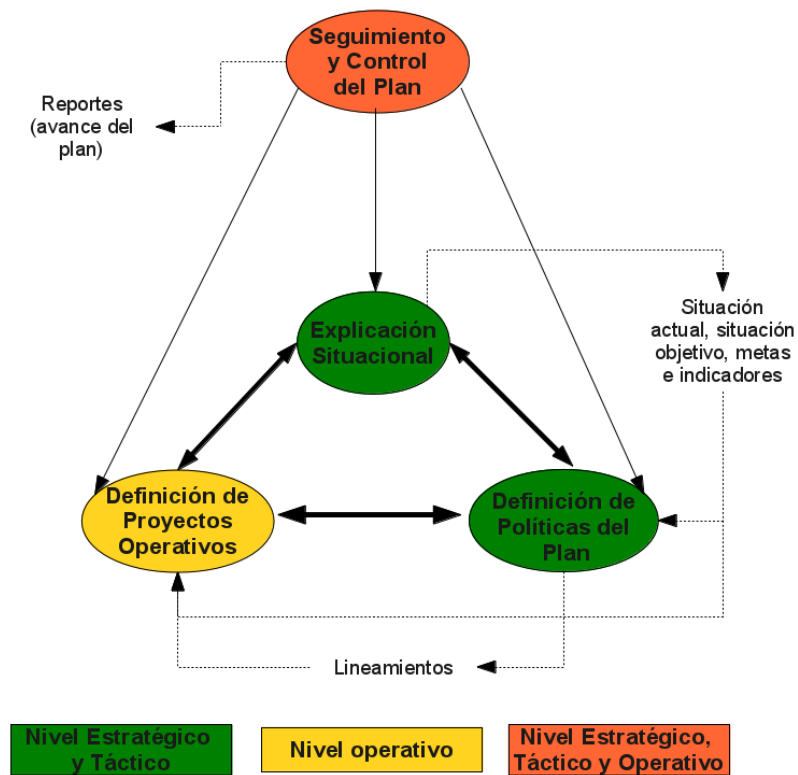 Seguimiento
y Control
del Plan
Reportes
(avance del
plan)
Explicación
Situacional
Situación
actual, situación
objetivo, metas
e indicadores
Definición de
Proyectos
Operativos
Definición de
Políticas del
Plan
Lineamientos
Nivel Estratégico
y Táctico
Nivel operativo
Nivel Estratégico,
Táctico y Operativo